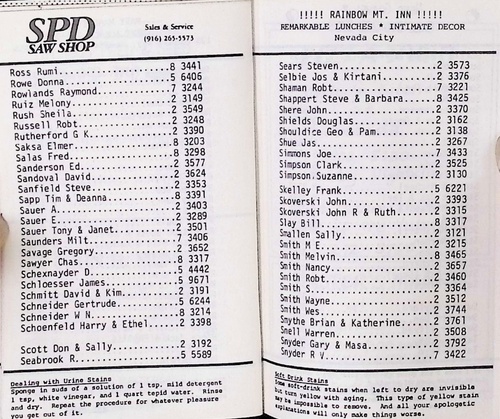 SPD
SAW SHOP
Sales & Service
(916) 265-5573
Ross Rumi..........8 3441
Rowe Donna..........5 6406
Rowlands Raymond..........7 3244
Ruiz Melony..........2 3149
Rush Sheila..........2 3549
Russell Robt..........2 3248
Rutherford G K..........2 3390
Saksa Elmer..........8 3203
Salas Fred..........8 3298
Sanderson Ed..........2 3577
Sandoval David..........2 3624
Sanfield Steve..........2 3353
Sapp Tim & Deanna..........8 3391
Sauer A..........2 3403
Sauer E..........2 3289
Sauer Tony & Janet..........2 3501
Saunders Milt..........7 3406
Savage Gregory..........2 3652
Sawyer Chas..........8 3317
Schexnayder D..........5 4442
Schloesser James..........5 9671
Schmitt David & Kim..........2 3191
Schneider Gertrude..........5 6244
Schneider W N..........8 3214
Schoenfeld Harry & Ethel..........2 3398
Scott Don & Sally..........2 3192
Seabrook R..........5 5589
Dealing with Urine Stains
Sponge in suds of a solution of 1 tsp. mild detergent
1 tsp, white vinegar, and 1 quart tepid water. Rinse
and dry. Repeat the procedure for whatever pleasure
you get out of it.
!!!!! RAINBOW MT. INN !!!!!
REMARKABLE LUNCHES * INTIMATE DECOR
Nevada City
Sears Steven..........2 3573
Selbie Jos & Kirtani..........2 3376
Shaman Robt..........7 3221
Shappert Steve & Barbara..........8 3425
Shere John..........2 3370
Shields Douglas..........2 3162
Shouldice Geo & Pam..........2 3138
Shue Jas..........2 3267
Simmons Joe..........7 3433
Simpson Clark..........2 3525
Simpson Suzanne..........2 3130
Skelley Frank..........5 6221
Skoverski John..........2 3393
Skoverski John R & Ruth..........2 3315
Slay Bill..........8 3317
Smallen Sally..........2 3121
Smith M E..........2 3215
Smith Melvin..........8 3465
Smith Nancy..........2 3657
Smith Robt..........2 3460
Smith S..........2 3364
Smith Wayne..........2 3512
Smith Wes..........2 3744
Smythe Brian & Katherine..........2 3761
Snell Warren..........2 3508
Snyder Gary & Masa..........2 3792
Snyder R V..........7 3422
Soft Drink Stains
Some soft-drink stains when left to dry are invisible
but turn yellow with aging. This type of yellow stain
may be impossible to remove. And all your apologetic
explanations will only make things worse.